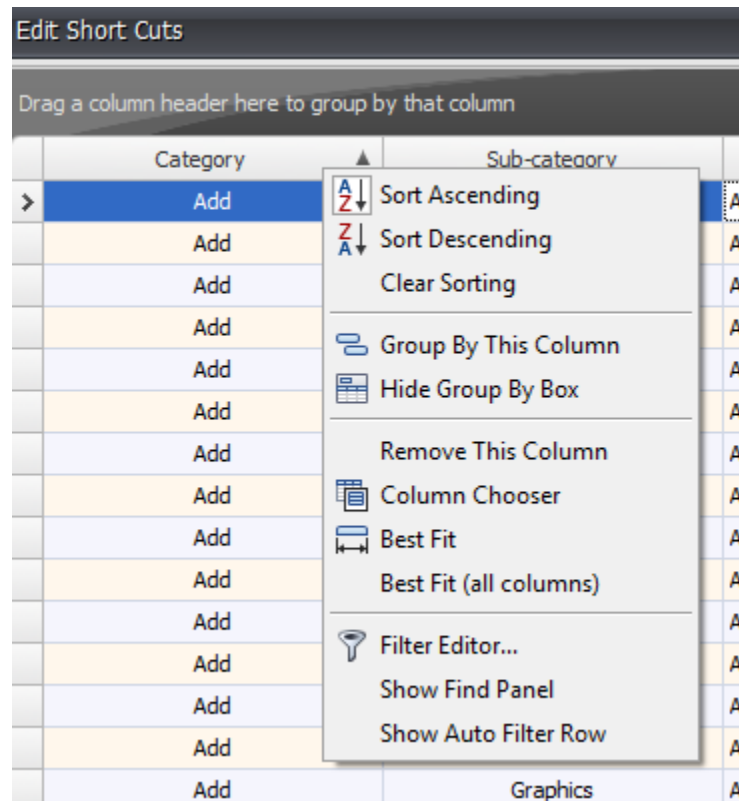 Edit Short Cuts
Drag a column header here to group by that column
Category Sub-category
Add A
Sort Ascending
Add A
Sort Descending
Add A
Clear Sorting
Add A
Group By This Column
Add A
Hide Group By Box
Add A
Add A
Remove This Column
Add A
Column Chooser
Add A
Best Fit
Add A
Best Fit (all columns)
Add A
Add A
Filter Editor...
Add A
Show Find Panel
Add A
Show Auto Filter Row
Add Graphics A